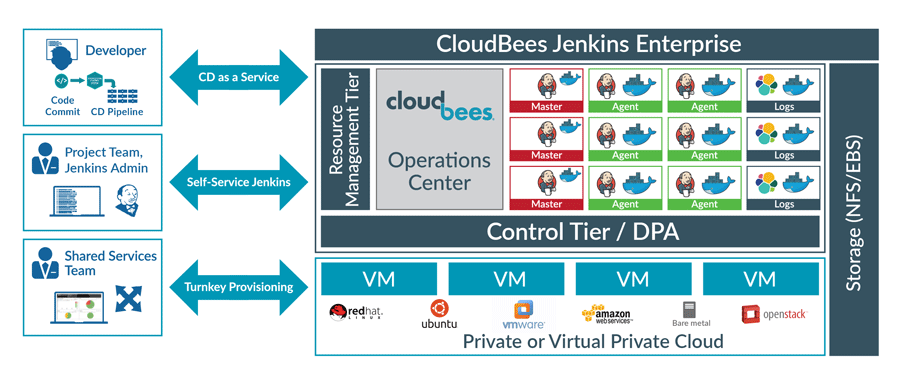 Developer
Code
Commit
CD Pipeline
CD as a Service
Project Team,
Jenkins Admin
Self-Service Jenkins
Shared Services
Team
Turnkey Provisioning
CloudBees Jenkins Enterprise
Resource
Management Tier
cloudbees
Operations
Center
Master
Agent
Agent
Logs
Master
Agent
Agent
Logs
Master
Agent
Agent
Logs
Control Tier / DPA
Storage (NFS/EBS)
VM
VM
VM
VM
redhat.
LINUX
ubuntu
vmware
amazon
webservices
Bare metal
openstack
Private or Virtual Private Cloud